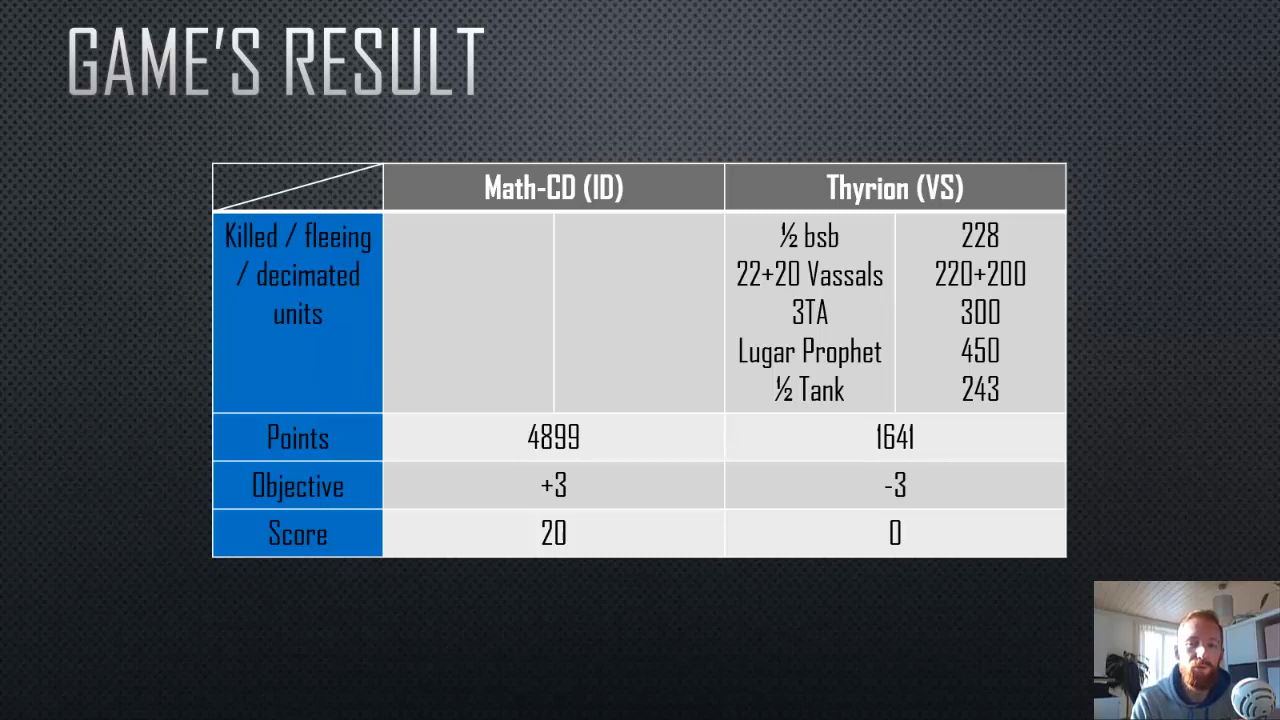 GAME'S RESULT
Math-CD (ID)
Thyrion (VS)
Killed / fleeing
/ decimated
units
½ bsb
228
22+20 Vassals
220+200
3TA
300
Lugar Prophet
450
½ Tank
243
Points
4899
1641
Objective
+3
-3
Score
20
0